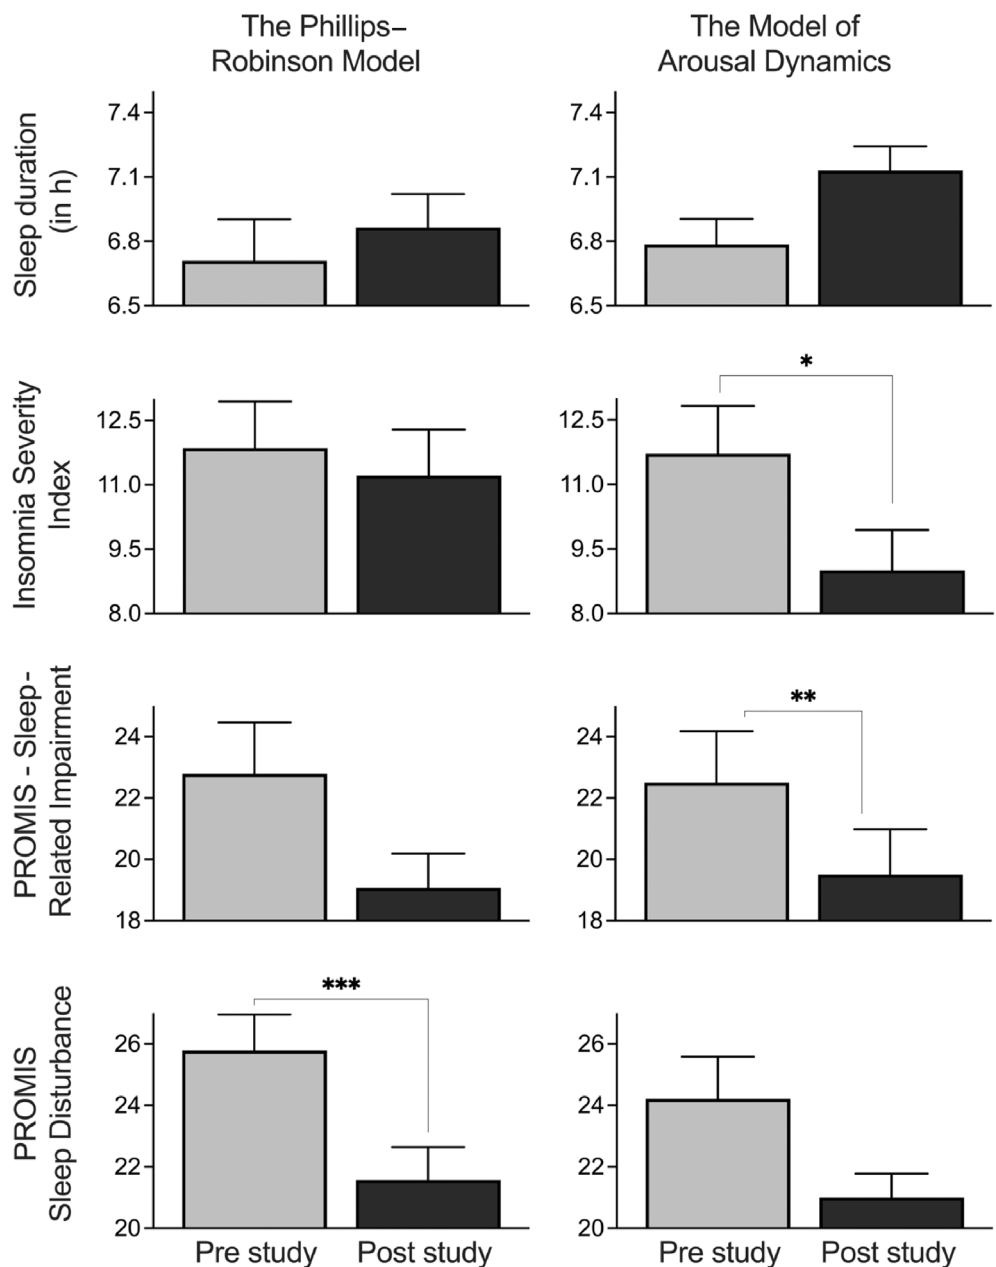 The Phillips–
Robinson Model
The Model of
Arousal Dynamics
Sleep duration
(in h)
7.4
7.1
6.8
6.5
7.4
7.1
6.8
6.5
Insomnia Severity
Index
12.5
11.0
9.5
8.0
*
12.5
11.0
9.5
8.0
PROMIS - Sleep-
Related Impairment
24
22
20
18
**
24
22
20
18
PROMIS
Sleep Disturbance
***
26
24
22
20
26
24
22
20
Pre study
Post study
Pre study
Post study